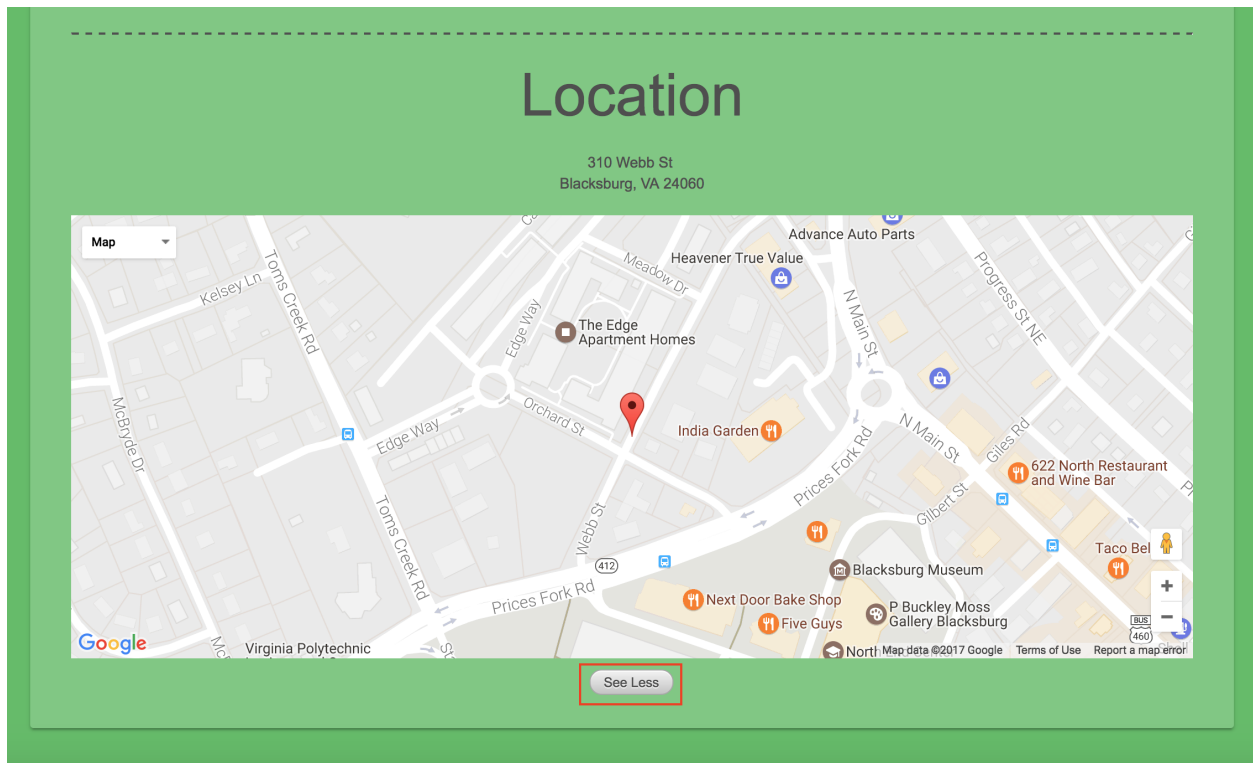 Location
310 Webb St
Blacksburg, VA 24060
Map
Advance Auto Parts
Heavener True Value
Meadow Dr
Kelsey Ln
Toms Creek Rd
Progress St NE
N Main St
Edge Way
The Edge
Apartment Homes
McBryde Dr
Orchard St
India Garden
Edge Way
N Main St
Giles Rd
Prices Fork Rd
622 North Restaurant
and Wine Bar
Gilbert St
Toms Creek Rd
Webb St
Taco Bel
412
Blacksburg Museum
Prices Fork Rd
Next Door Bake Shop
P Buckley Moss
Gallery Blacksburg
Five Guys
BUS
460
Google
Virginia Polytechnic
North
Map data ©2017 Google
Terms of Use
Report a map error
See Less